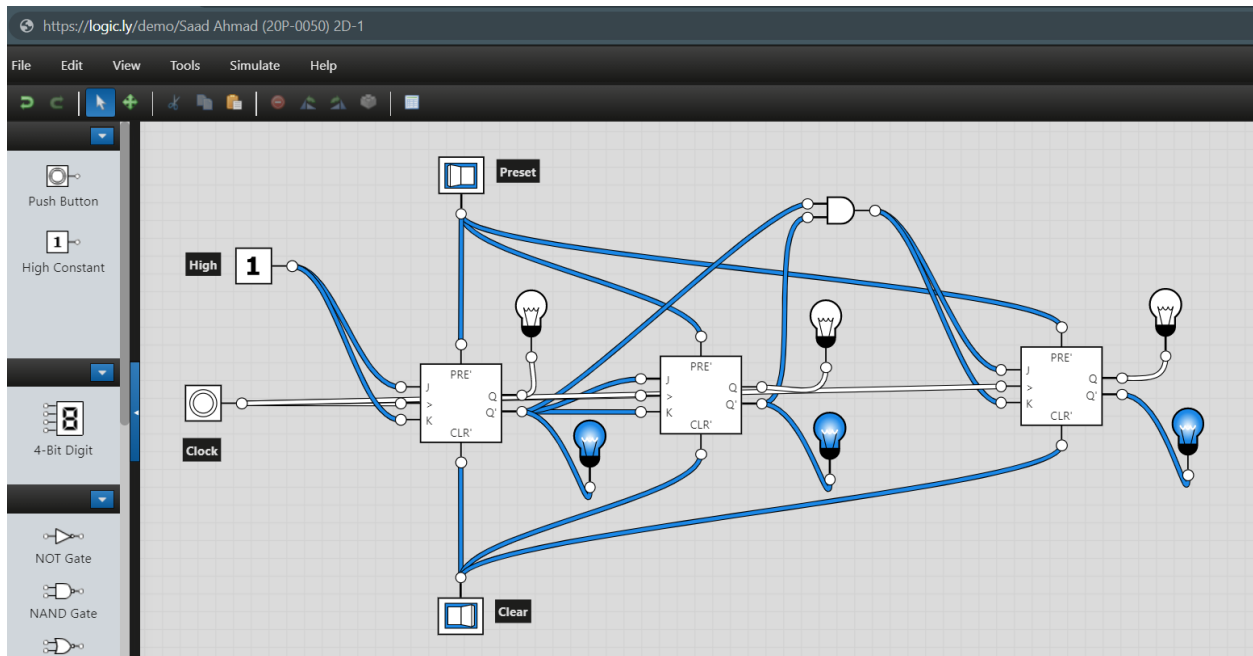 https://logic.ly/demo/Saad Ahmad (20P-0050) 2D-1
File Edit View Tools Simulate Help
Push Button
1
High Constant
4-Bit Digit
NOT Gate
NAND Gate
Preset
High
1
Clock
PRE'
J
>
K
Q
Q'
CLR'
PRE'
J
>
K
Q
Q'
CLR'
PRE'
J
>
K
Q
Q'
CLR'
Clear